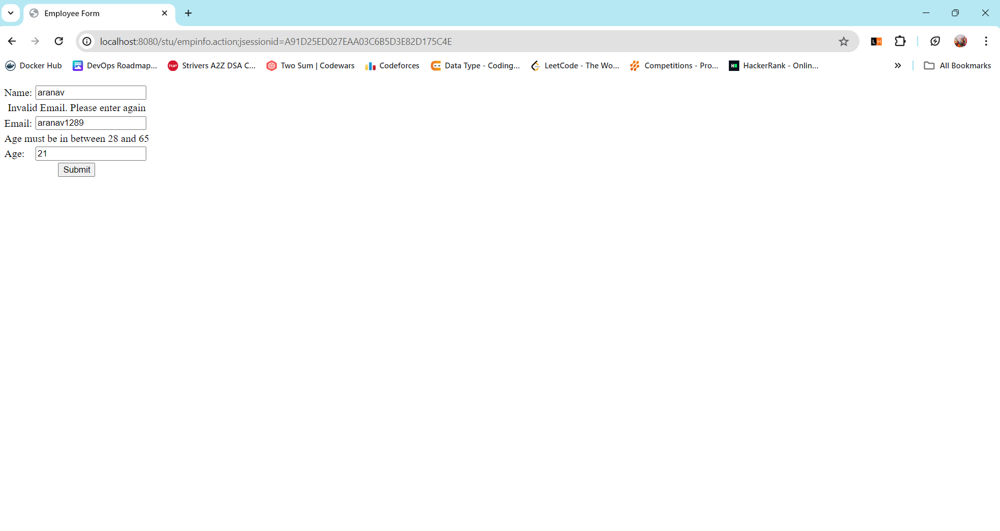 Employee Form
localhost:8080/stu/empinfo.action;jsessionid=A91D25ED027EAA03C6B5D3E82D175C4E
LH
Docker Hub DevOps Roadmap... TUF Strivers A2Z DSA C... Two Sum | Codewars Codeforces Data Type - Coding... LeetCode - The Wo... Competitions - Pro... H HackerRank - Onlin... » All Bookmarks
Name: aranav
Invalid Email. Please enter again
Email: aranav1289
Age must be in between 28 and 65
Age: 21
Submit